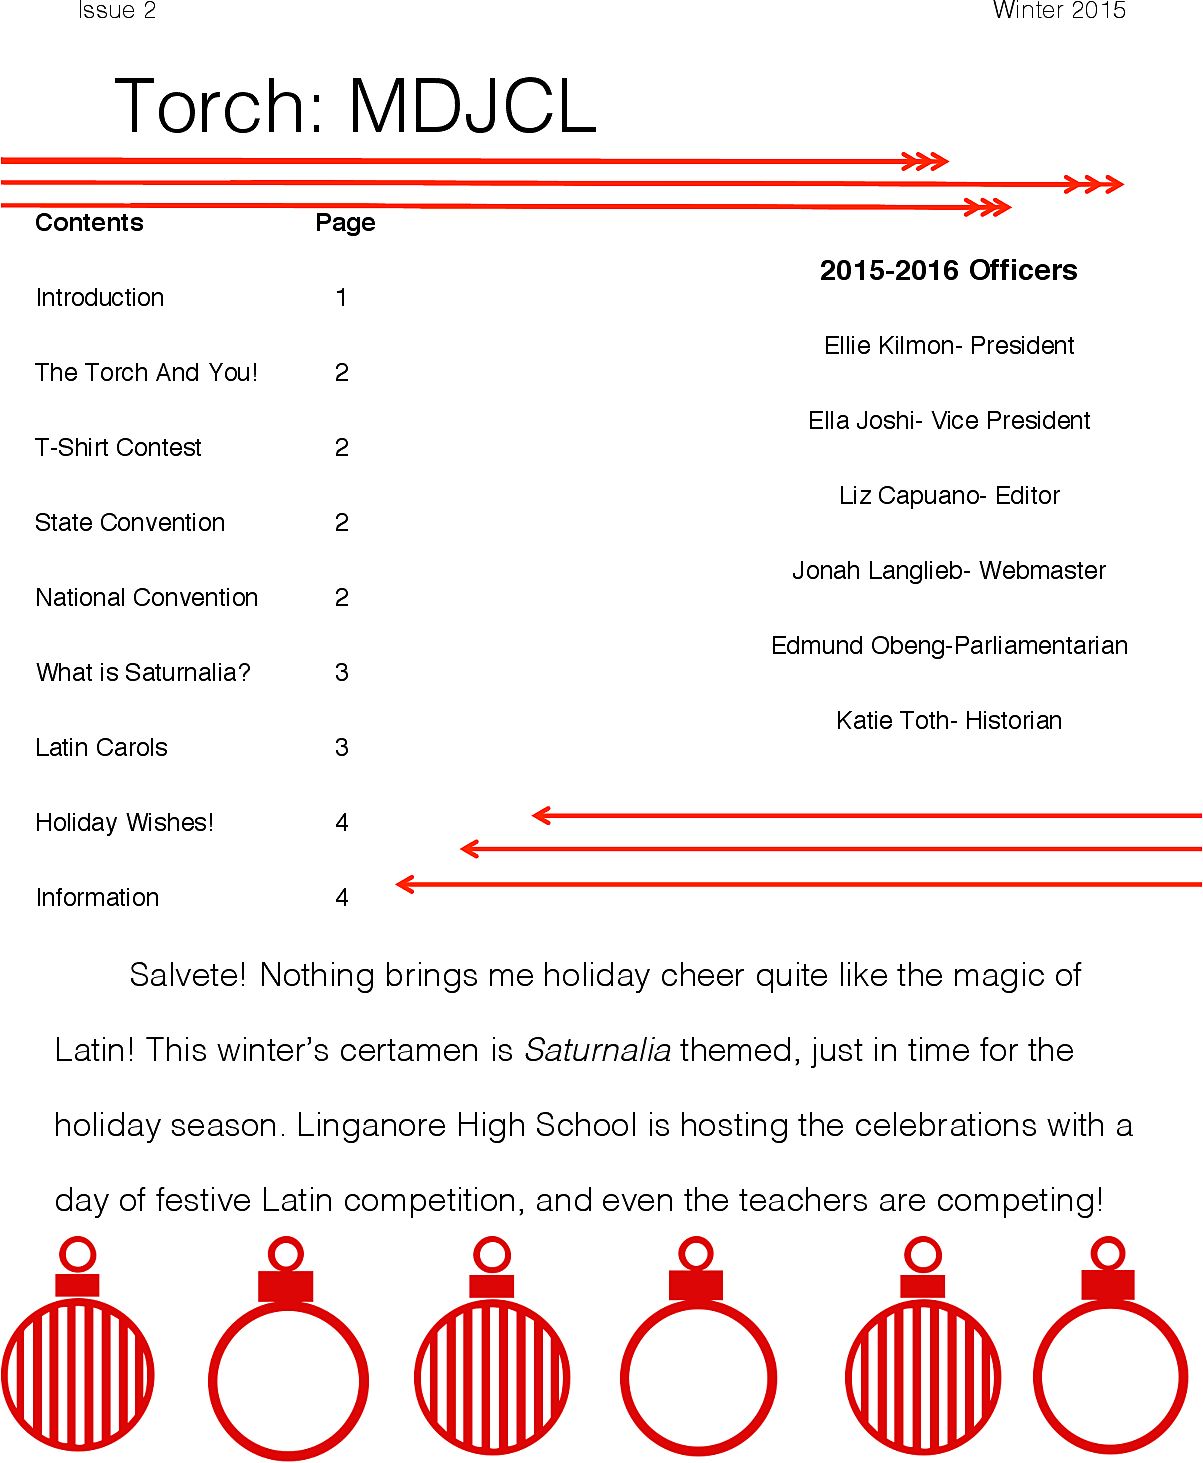 Issue 2 Winter 2015
Torch: MDJCL
Contents Page
Introduction 1
The Torch And You! 2
T-Shirt Contest 2
State Convention 2
National Convention 2
What is Saturnalia? 3
Latin Carols 3
Holiday Wishes! 4
Information 4
2015-2016 Officers
Ellie Kilmon- President
Ella Joshi- Vice President
Liz Capuano- Editor
Jonah Langlieb- Webmaster
Edmund Obeng-Parliamentarian
Katie Toth- Historian
Salvete! Nothing brings me holiday cheer quite like the magic of
Latin! This winter’s certamen is Saturnalia themed, just in time for the
holiday season. Linganore High School is hosting the celebrations with a
day of festive Latin competition, and even the teachers are competing!